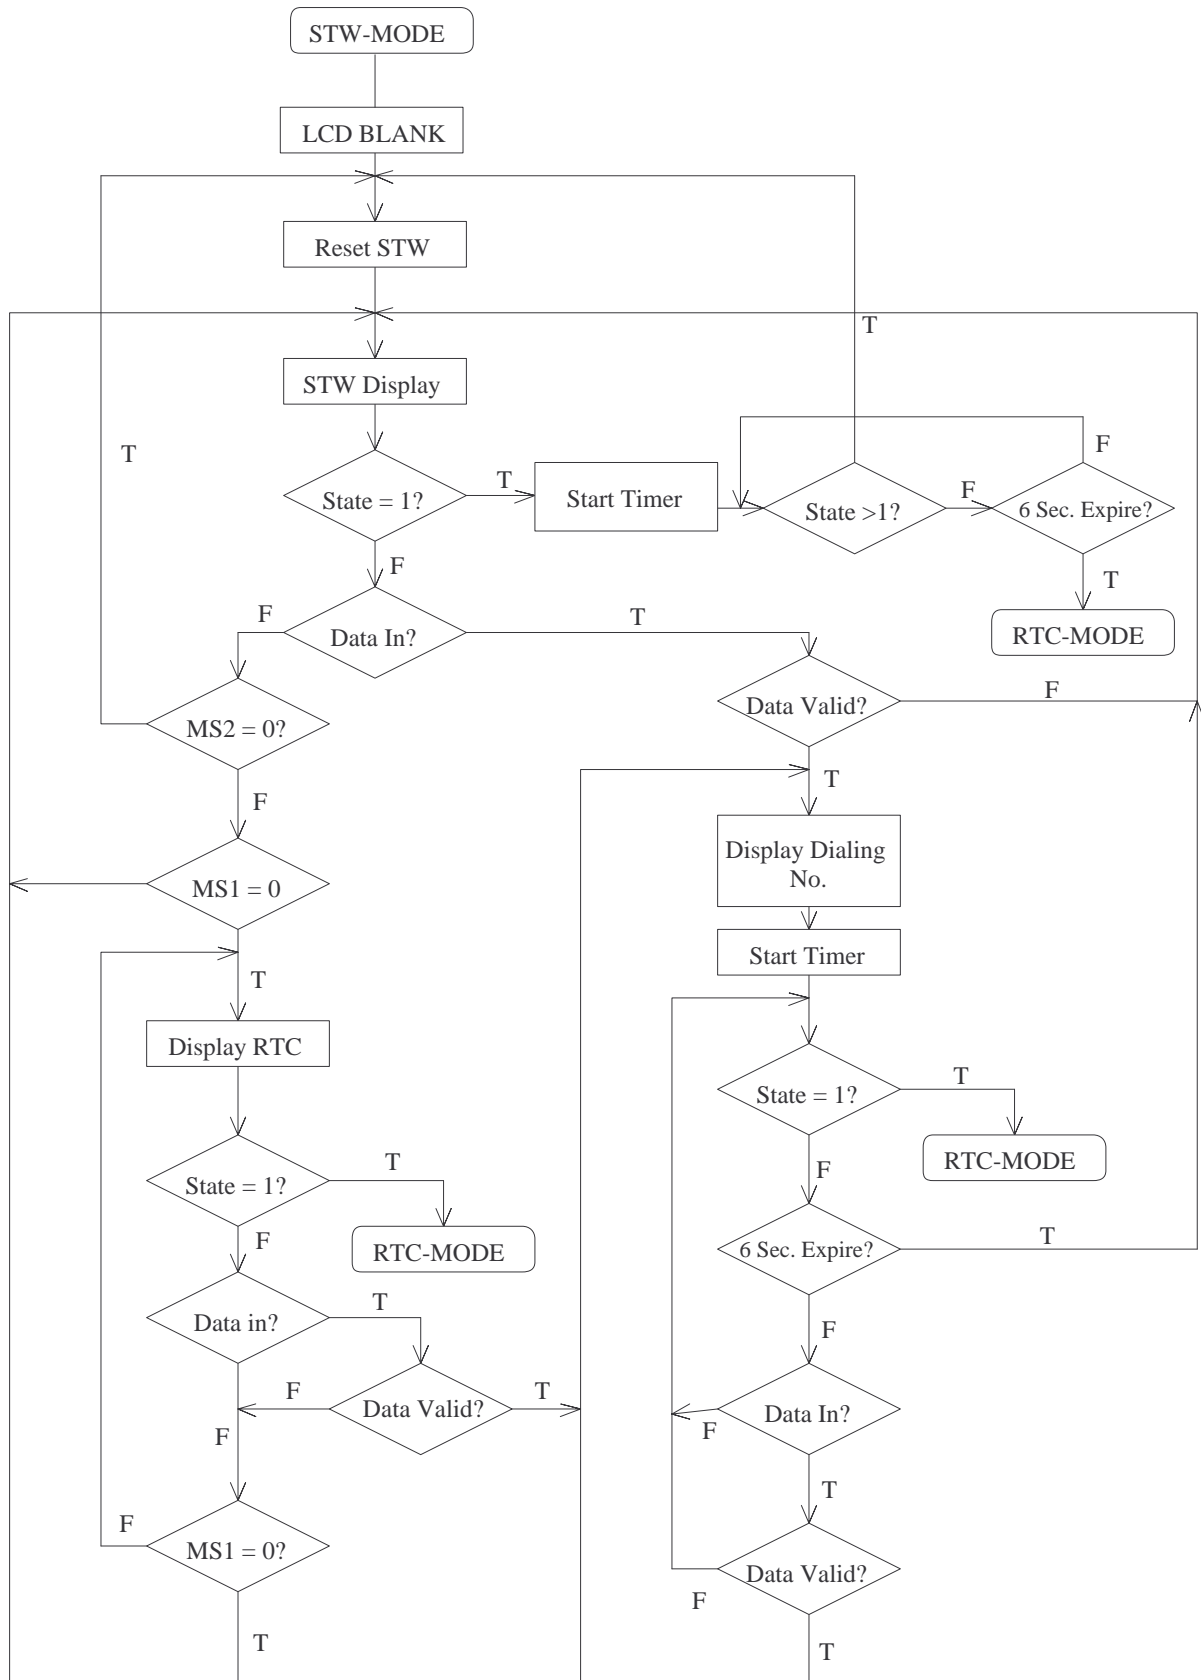 STW-MODE
LCD BLANK
Reset STW
T
STW Display
T
F
T
State = 1?
Start Timer
State >1?
F
6 Sec. Expire?
F
T
F
T
Data In?
RTC-MODE
Data Valid?
F
MS2 = 0?
T
F
Display Dialing
No.
MS1 = 0
Start Timer
T
Display RTC
T
State = 1?
T
RTC-MODE
State = 1?
F
F
RTC-MODE
6 Sec. Expire?
T
T
Data in?
F
F
T
Data Valid?
Data In?
F
F
T
F
MS1 = 0?
Data Valid?
F
T
T